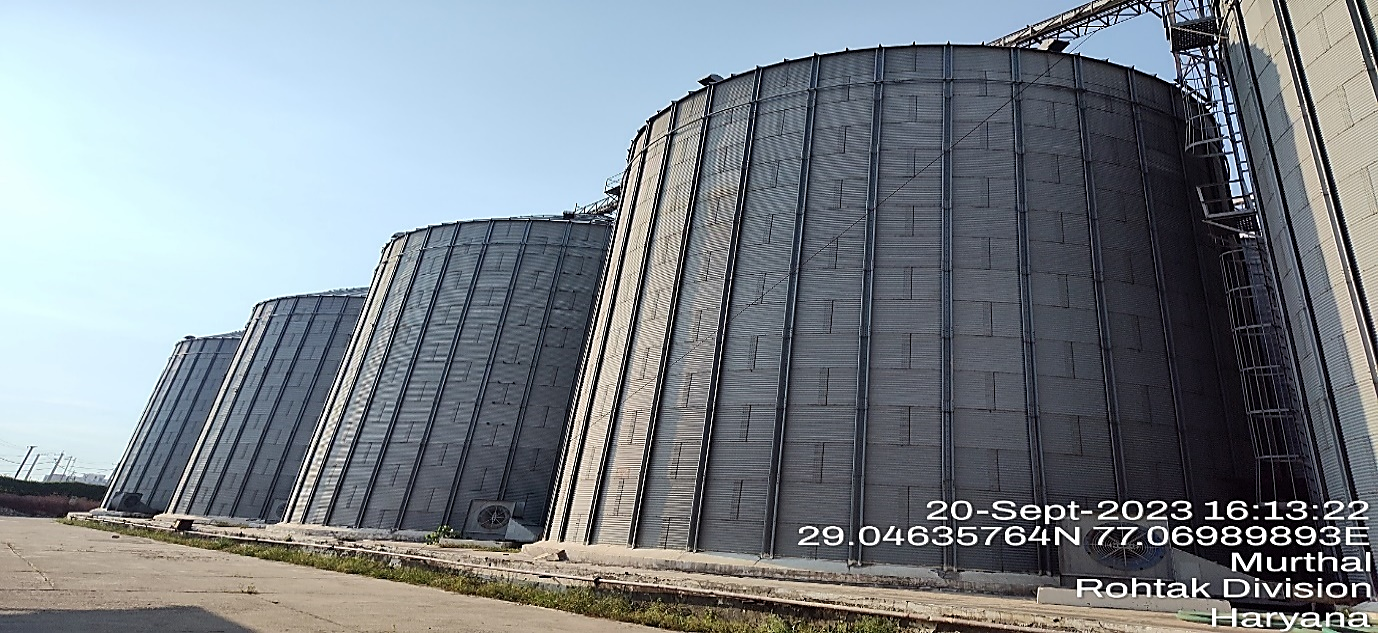 20-Sept-2023 16:13:22
29.04635764N 77.06989893E
Murthal
Rohtak Division
Haryana